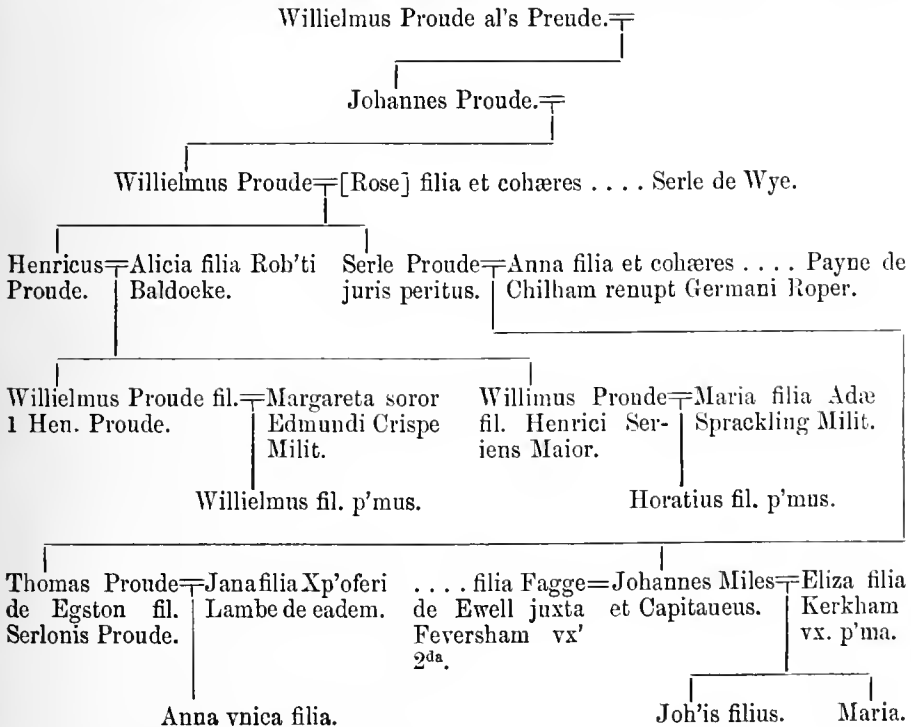 Willielmus Proude al's Preude.
Johannes Proude.
Willielmus Proude=[Rose] filia et cohæres .... Serle de Wye.
Henricus=Alicia filia Rob'ti
Proude. Baldocke.
Serle Proude=Anna filia et cohæres .... Payne de
juris peritus. Chilham renupt Germani Roper.
Willielmus Proude fil.=Margareta soror
1 Hen. Proude. Edmundi Crispe
Milit.
Willimus Proude=Maria filia Adæ
fil. Henrici Ser- Sprackling Milit.
iens Maior.
Willielmus fil. p'mus.
Horatius fil. p'mus.
Thomas Proude=Jana filia Xp'oferi
de Egston fil. Lambe de eadem.
Serlonis Proude.
.... filia Fagge=Johannes Miles=Eliza filia
de Ewell juxta et Capitaneus. Kerkham
Feversham vx' vx. p'ma.
2da.
Anna vnica filia.
Joh'is filius. Maria.